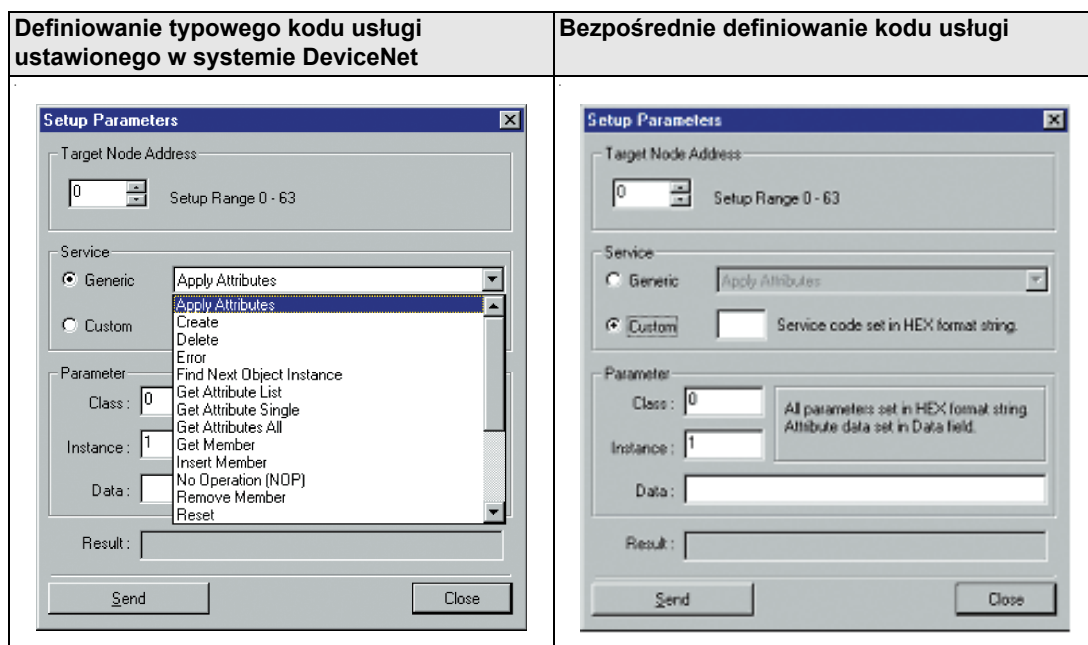 Definiowanie typowego kodu usługi
ustawionego w systemie DeviceNet
Bezpośrednie definiowanie kodu usługi
Setup Parameters
Target Node Address
0
Setup Range 0 - 63
Service
Generic
Apply Attributes
Apply Attributes
Create
Custom
Delete
Error
Find Next Object Instance
Parameter
Get Attribute List
Class : 0
Get Attribute Single
Get Attributes All
Get Member
Instance : 1
Insert Member
No Operation (NOP)
Data :
Remove Member
Reset
Result :
Send
Close
Setup Parameters
Target Node Address
0
Setup Range 0 - 63
Service
Generic
Apply Attributes
Custom
Service code set in HEX format string.
Parameter
Class : 0
All parameters set in HEX format string
Attribute data set in Data field.
Instance : 1
Data :
Result :
Send
Close